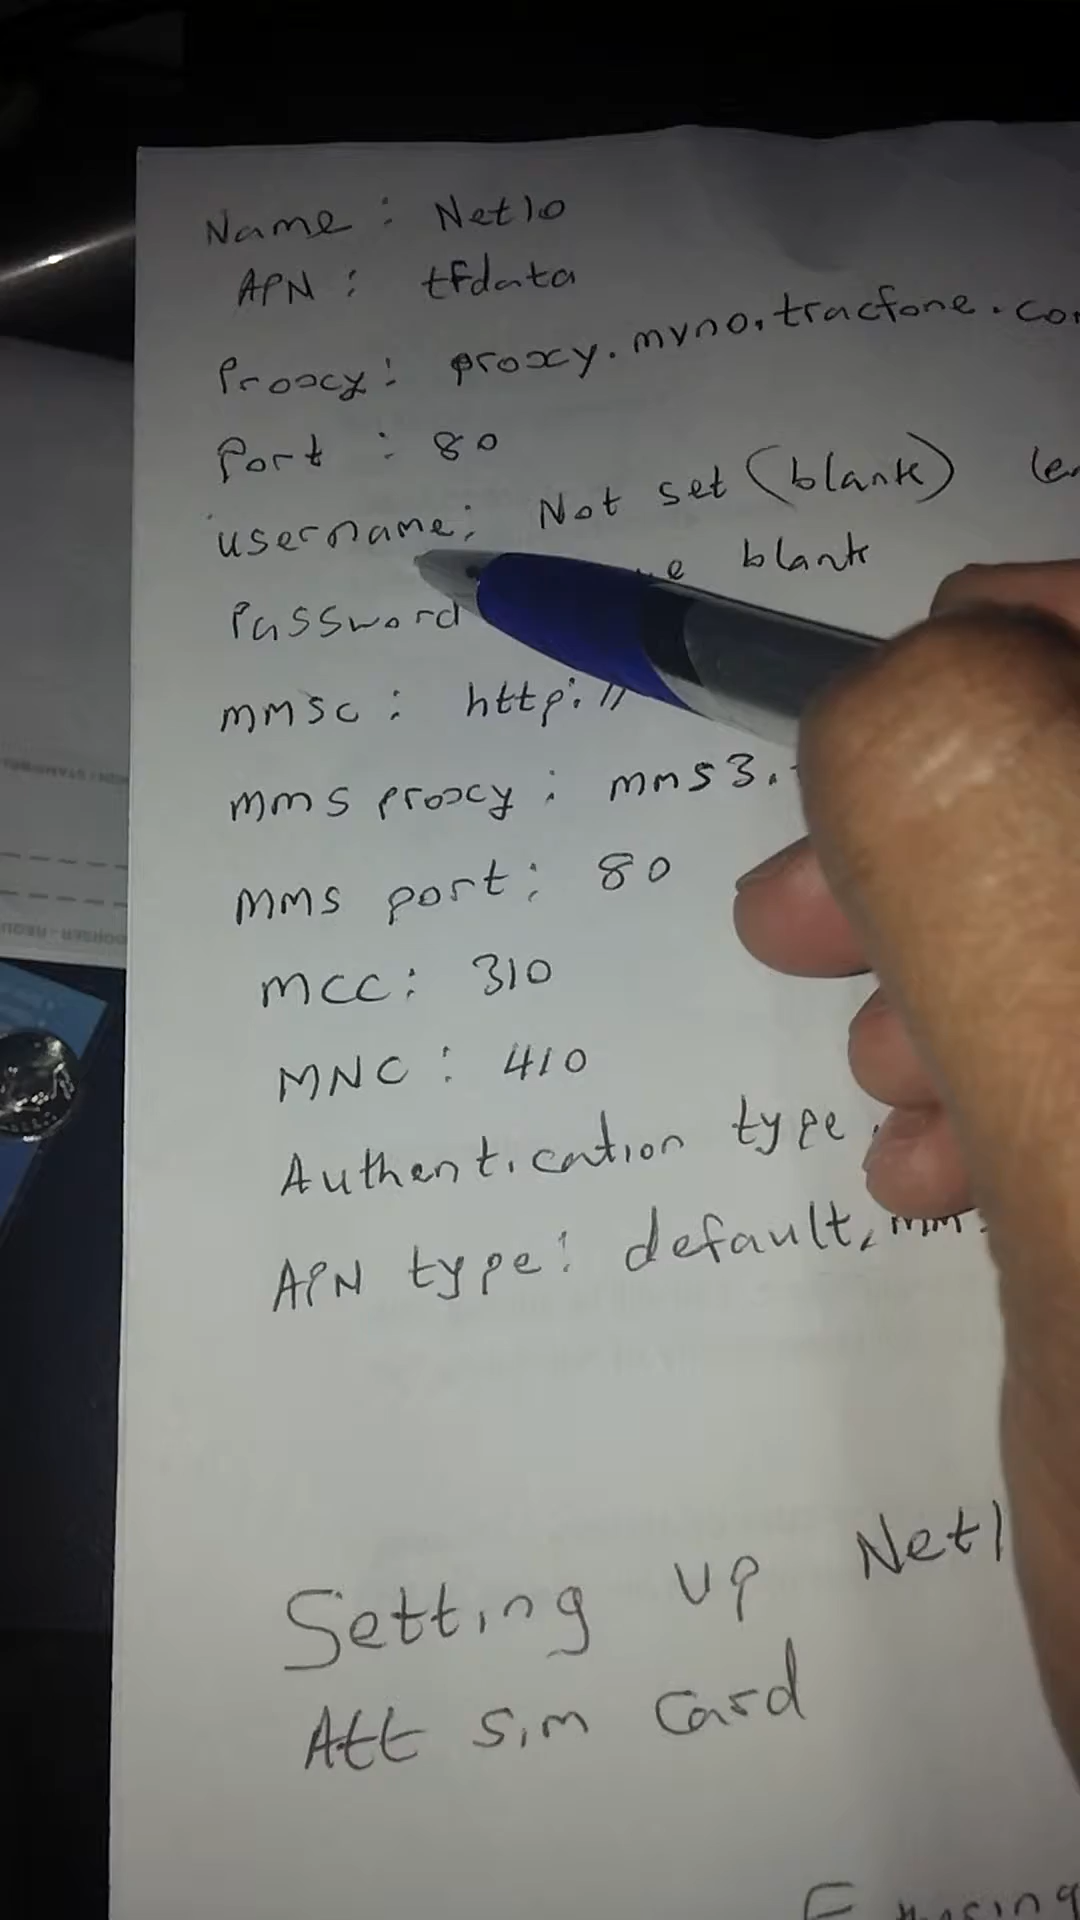 Name : Net10
APN : tfdata
Proxy: proxy.mvno.tracfone.co
Port : 80
username: Not set (blank)
blank
Password
mmsc : http://
mms proxy : mms3.
mms port: 80
MCC: 310
MNC : 410
Authentication type
APN type: default, mm
Setting up Net1
Att sim card